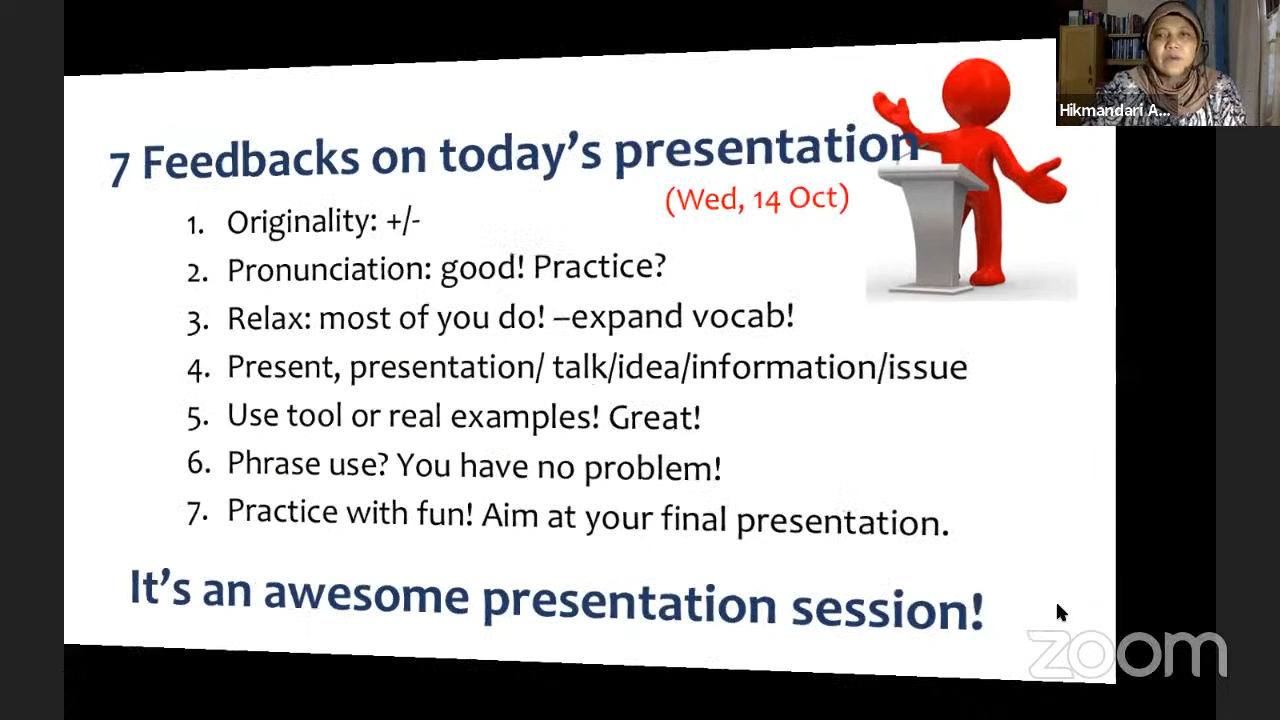 7 Feedbacks on today's presentation
(Wed, 14 Oct)
1. Originality: +/-
2. Pronunciation: good! Practice?
3. Relax: most of you do! –expand vocab!
4. Present, presentation/ talk/idea/information/issue
5. Use tool or real examples! Great!
6. Phrase use? You have no problem!
7. Practice with fun! Aim at your final presentation.
It's an awesome presentation session!
Hikmandari A...
zoom